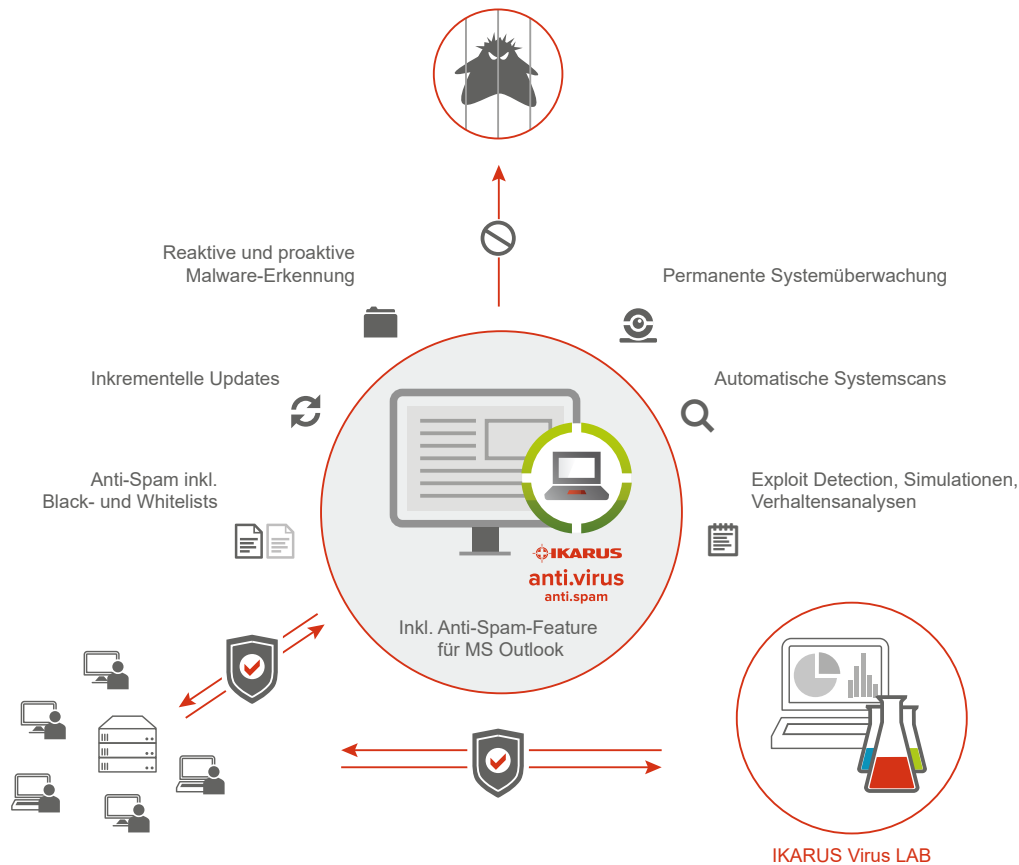 Reaktive und proaktive
Malware-Erkennung
Permanente Systemüberwachung
Inkrementelle Updates
Automatische Systemscans
Anti-Spam inkl.
Black- und Whitelists
Exploit Detection, Simulationen,
Verhaltensanalysen
IKARUS
anti.virus
anti.spam
Inkl. Anti-Spam-Feature
für MS Outlook
IKARUS Virus LAB